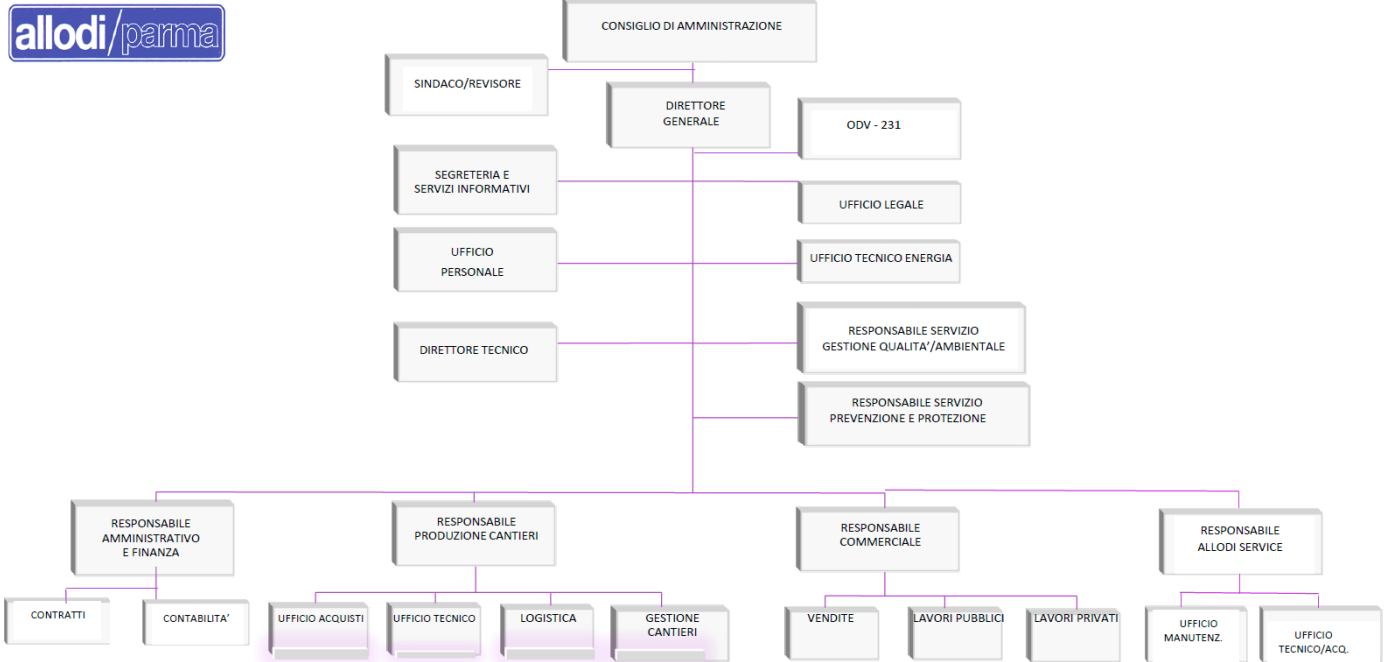 allodi/parma
CONSIGLIO DI AMMINISTRAZIONE
SINDACO/REVISORE
DIRETTORE
GENERALE
ODV - 231
SEGRETERIA E
SERVIZI INFORMATIVI
UFFICIO LEGALE
UFFICIO
PERSONALE
UFFICIO TECNICO ENERGIA
DIRETTORE TECNICO
RESPONSABILE SERVIZIO
GESTIONE QUALITA’/AMBIENTALE
RESPONSABILE SERVIZIO
PREVENZIONE E PROTEZIONE
RESPONSABILE
AMMINISTRATIVO
E FINANZA
RESPONSABILE
PRODUZIONE CANTIERI
RESPONSABILE
COMMERCIALE
RESPONSABILE
ALLODI SERVICE
CONTRATTI
CONTABILITA’
UFFICIO ACQUISTI
UFFICIO TECNICO
LOGISTICA
GESTIONE
CANTIERI
VENDITE
LAVORI PUBBLICI
LAVORI PRIVATI
UFFICIO
MANUTENZ.
UFFICIO
TECNICO/ACQ.